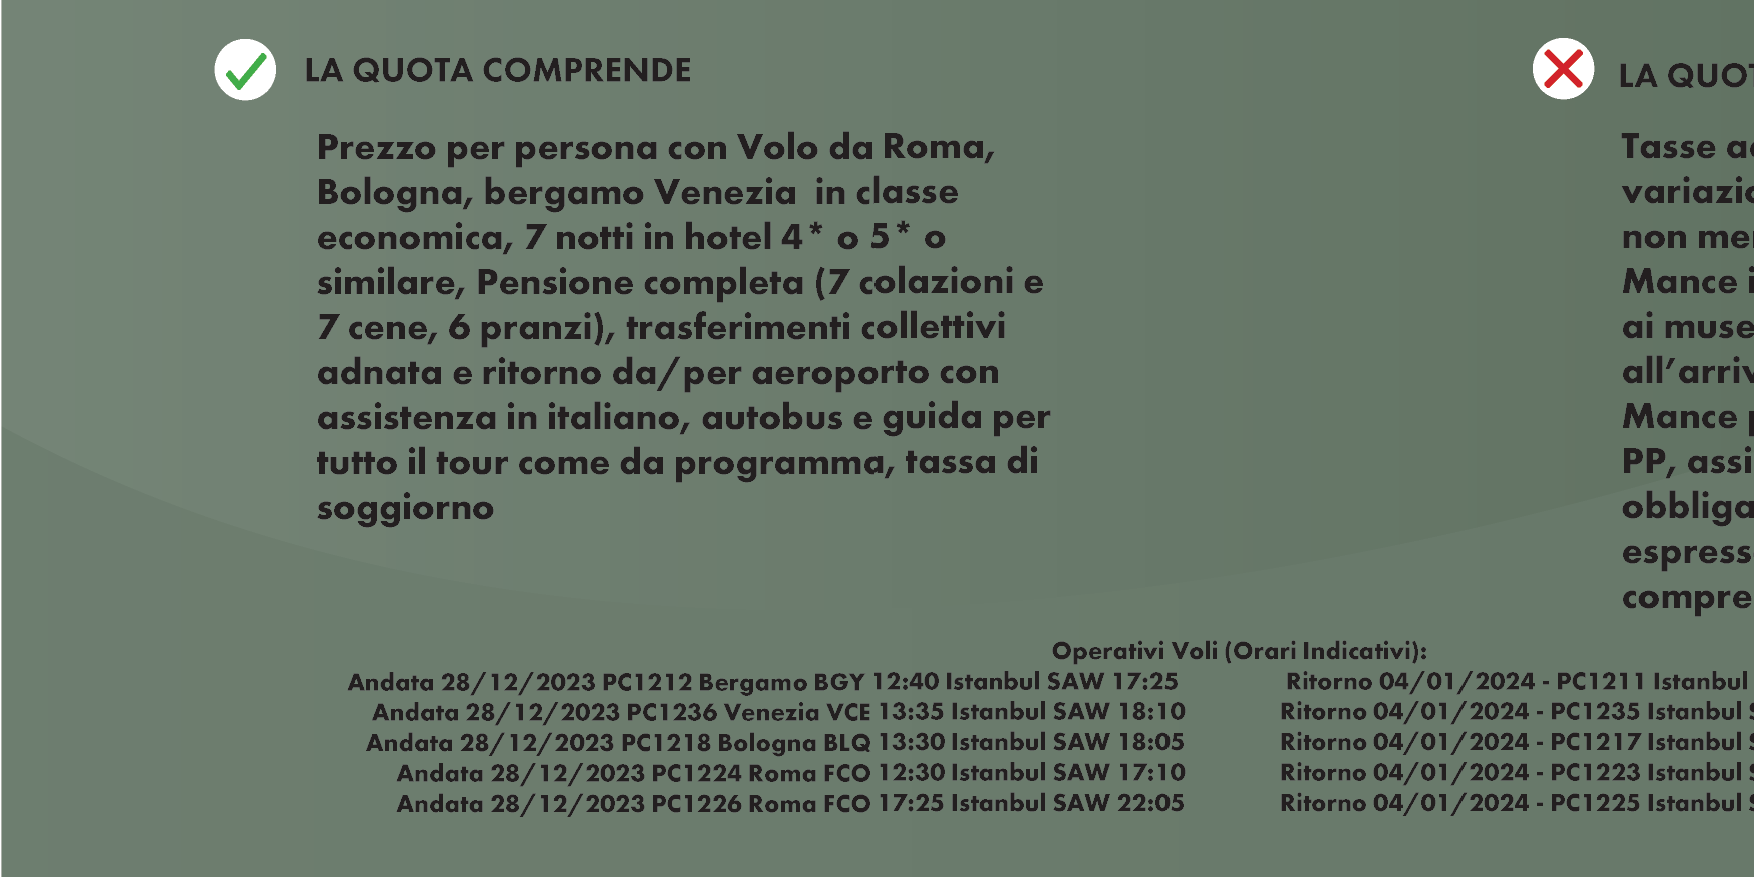 LA QUOTA COMPRENDE
Prezzo per persona con Volo da Roma,
Bologna, bergamo Venezia in classe
economica, 7 notti in hotel 4* o 5* o
similare, Pensione completa (7 colazioni e
7 cene, 6 pranzi), trasferimenti collettivi
adnata e ritorno da/per aeroporto con
assistenza in italiano, autobus e guida per
tutto il tour come da programma, tassa di
soggiorno
LA
Tasse
non
Mance
ai
Mance
PP,
Operativi Voli (Orari Indicativi):
Andata 28/12/2023 PC1212 Bergamo BGY 12:40 Istanbul SAW 17:25
Ritorno 04/01/2024 - PC1211 Istanbul
Andata 28/12/2023 PC1236 Venezia VCE 13:35 Istanbul SAW 18:10
Ritorno 04/01/2024 - PC1235 Istanbul
Andata 28/12/2023 PC1218 Bologna BLQ 13:30 Istanbul SAW 18:05
Ritorno 04/01/2024 - PC1217 Istanbul
Andata 28/12/2023 PC1224 Roma FCO 12:30 Istanbul SAW 17:10
Ritorno 04/01/2024 - PC1223 Istanbul
Andata 28/12/2023 PC1226 Roma FCO 17:25 Istanbul SAW 22:05
Ritorno 04/01/2024 - PC1225 Istanbul